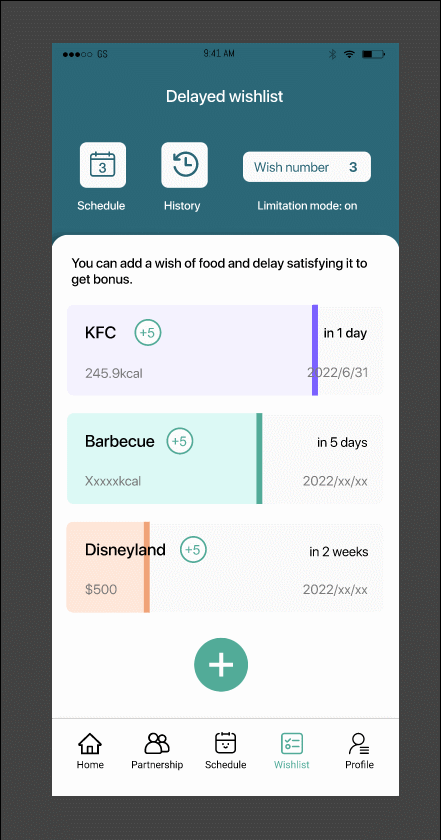 GS 9:41 AM
Delayed wishlist
3
Schedule
History
Wish number 3
Limitation mode: on
You can add a wish of food and delay satisfying it to
get bonus.
KFC +5 in 1 day
245.9kcal 2022/6/31
Barbecue +5 in 5 days
Xxxxxkcal 2022/xx/xx
Disneyland +5 in 2 weeks
$500 2022/xx/xx
Home Partnership Schedule Wishlist Profile